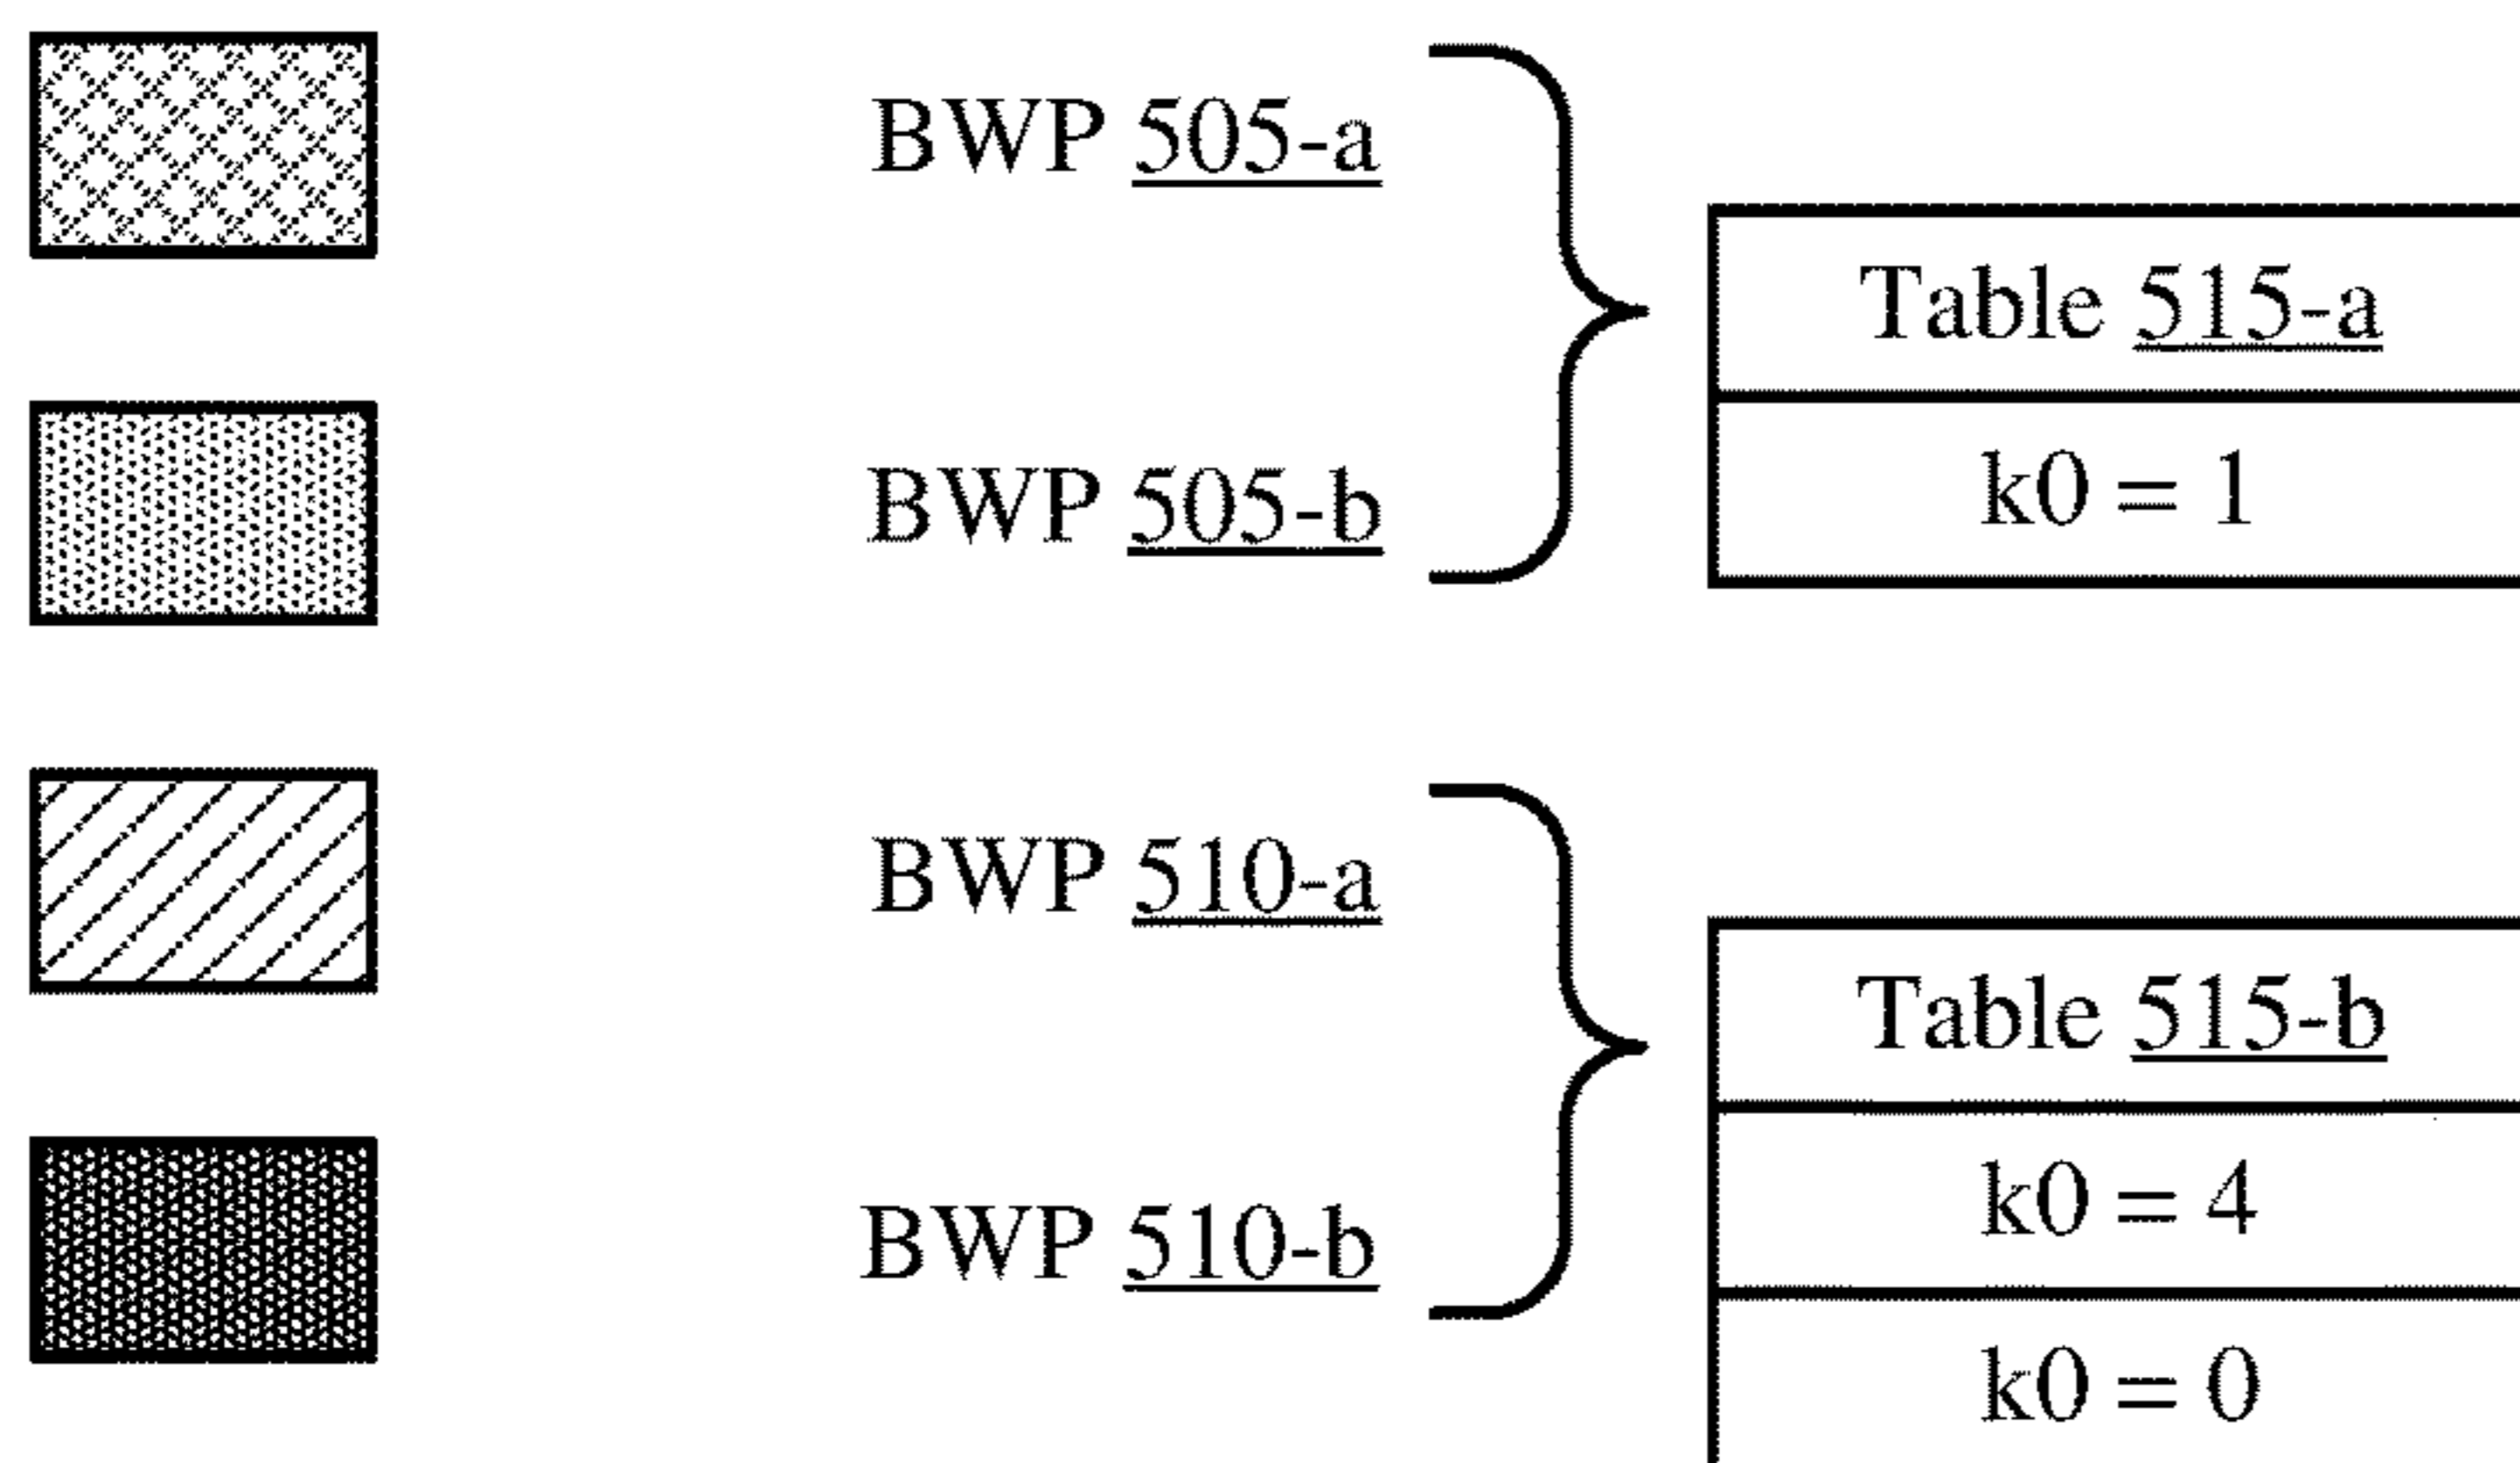 BWP 505-a
Table 515-a
BWP 505-b
k0 = 1
BWP 510-a
Table 515-b
BWP 510-b
k0 = 4
k0 = 0